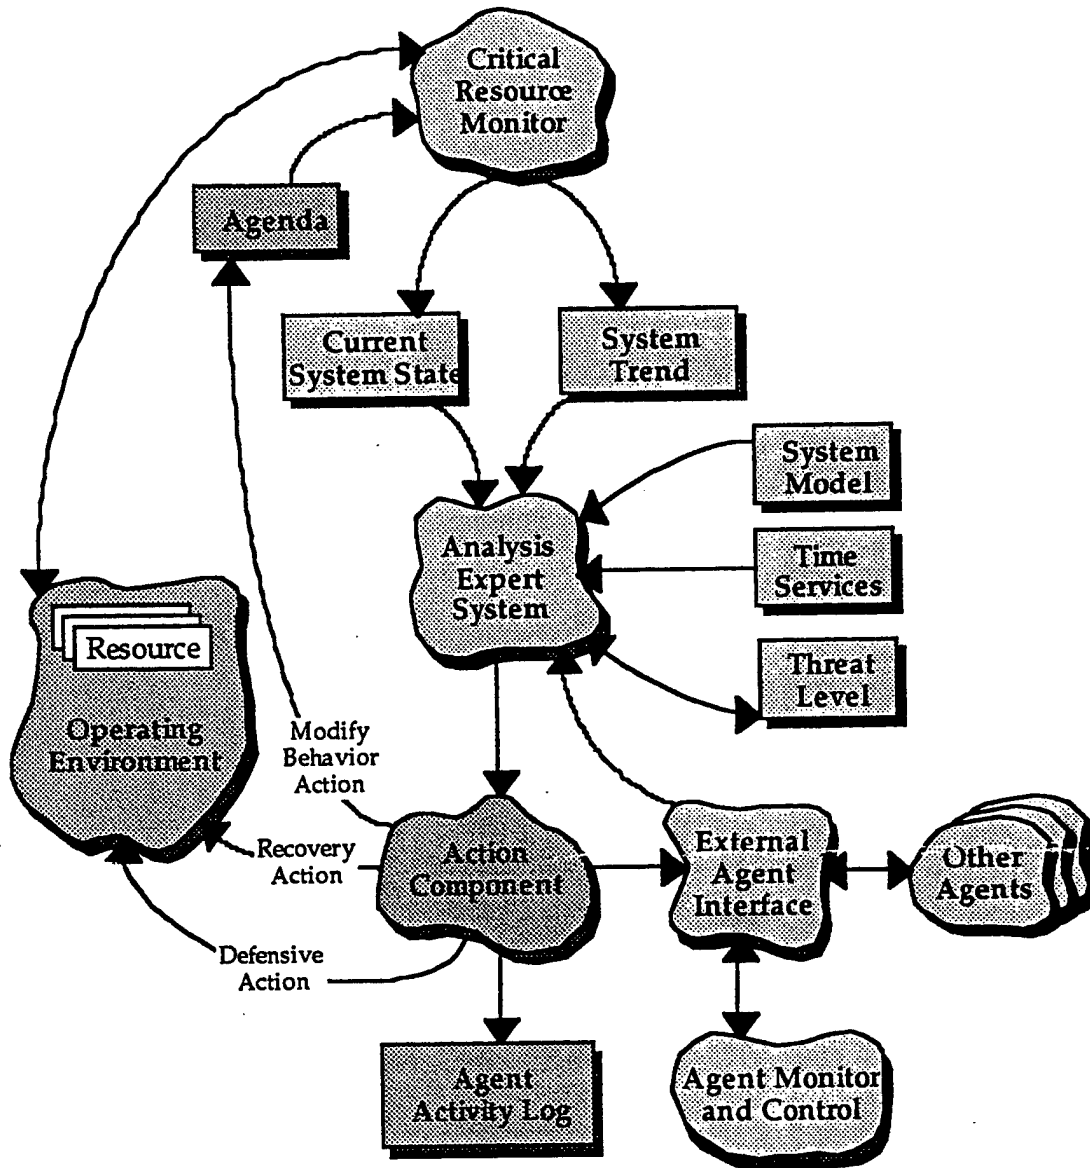 Critical
Resource
Monitor
Agenda
Current
System State
System
Trend
System
Model
Analysis
Expert
System
Time
Services
Resource
Threat
Level
Operating
Environment
Modify
Behavior
Action
Recovery
Action
Action
Component
External
Agent
Interface
Other
Agents
Defensive
Action
Agent
Activity Log
Agent Monitor
and Control